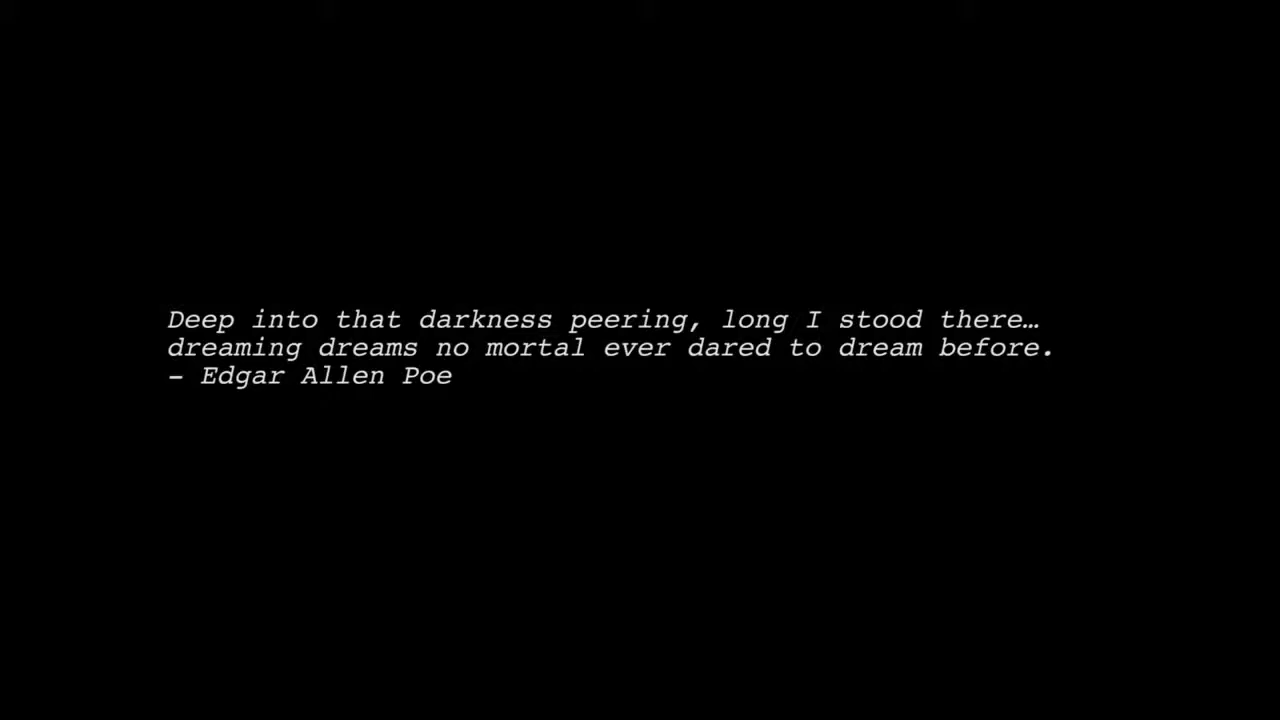 Deep into that darkness peering, long I stood there…
dreaming dreams no mortal ever dared to dream before.
– Edgar Allen Poe